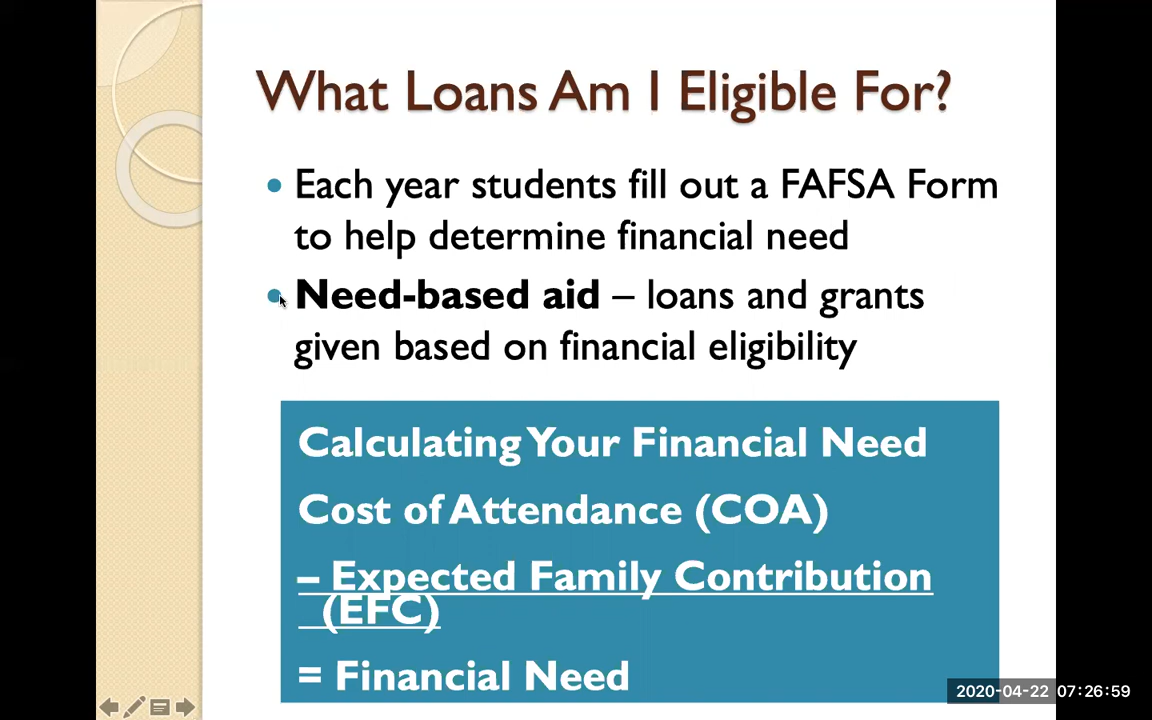 What Loans Am I Eligible For?
Each year students fill out a FAFSA Form
to help determine financial need
Need-based aid – loans and grants
given based on financial eligibility
Calculating Your Financial Need
Cost of Attendance (COA)
– Expected Family Contribution
(EFC)
= Financial Need
2020-04-22 07:26:59